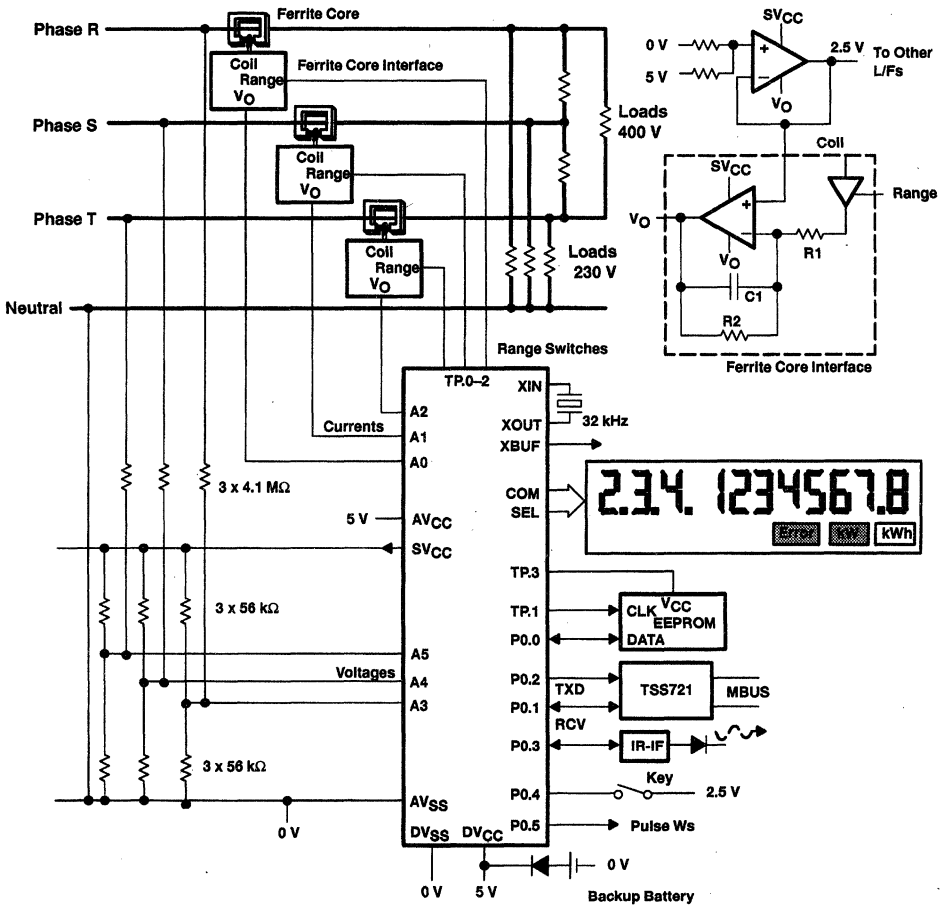 Phase R
Ferrite Core
Coil
Range
VO
Ferrite Core Interface
Phase S
Coil
Range
VO
Phase T
Coil
Range
VO
Loads
400 V
Loads
230 V
Neutral
SVCC
0 V
5 V
+
−
2.5 V
To Other
L/Fs
VO
Coil
SVCC
Range
+
−
VO
VO
R1
C1
R2
Ferrite Core Interface
Range Switches
TP.0–2
XIN
A2
XOUT
32 kHz
Currents
A1
XBUF
A0
3 x 4.1 MΩ
COM
SEL
2.3.4. 1234567.8
Error
kW
kWh
5 V
AVCC
SVCC
TP.3
3 x 56 kΩ
TP.1
CLK
VCC
EEPROM
P0.0
DATA
A5
Voltages
A4
P0.2
TXD
TSS721
MBUS
A3
P0.1
RCV
P0.3
IR-IF
3 x 56 kΩ
Key
P0.4
2.5 V
AVSS
0 V
P0.5
Pulse Ws
DVSS
DVCC
0 V
0 V
5 V
Backup Battery